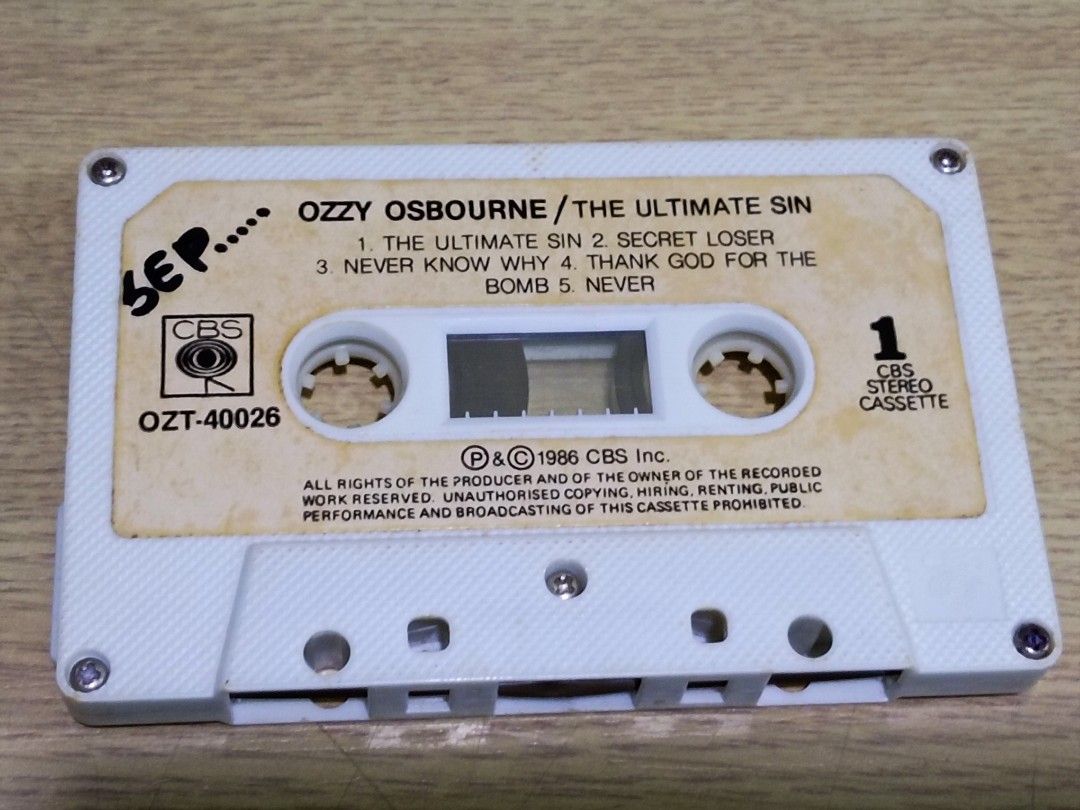 SEP.....
OZZY OSBOURNE / THE ULTIMATE SIN
1. THE ULTIMATE SIN 2. SECRET LOSER
3. NEVER KNOW WHY 4. THANK GOD FOR THE
BOMB 5. NEVER
CBS
OZT-40026
1
CBS
STEREO
CASSETTE
Ⓟ&©1986 CBS Inc.
ALL RIGHTS OF THE PRODUCER AND OF THE OWNER OF THE RECORDED
WORK RESERVED. UNAUTHORISED COPYING, HIRING, RENTING, PUBLIC
PERFORMANCE AND BROADCASTING OF THIS CASSETTE PROHIBITED.